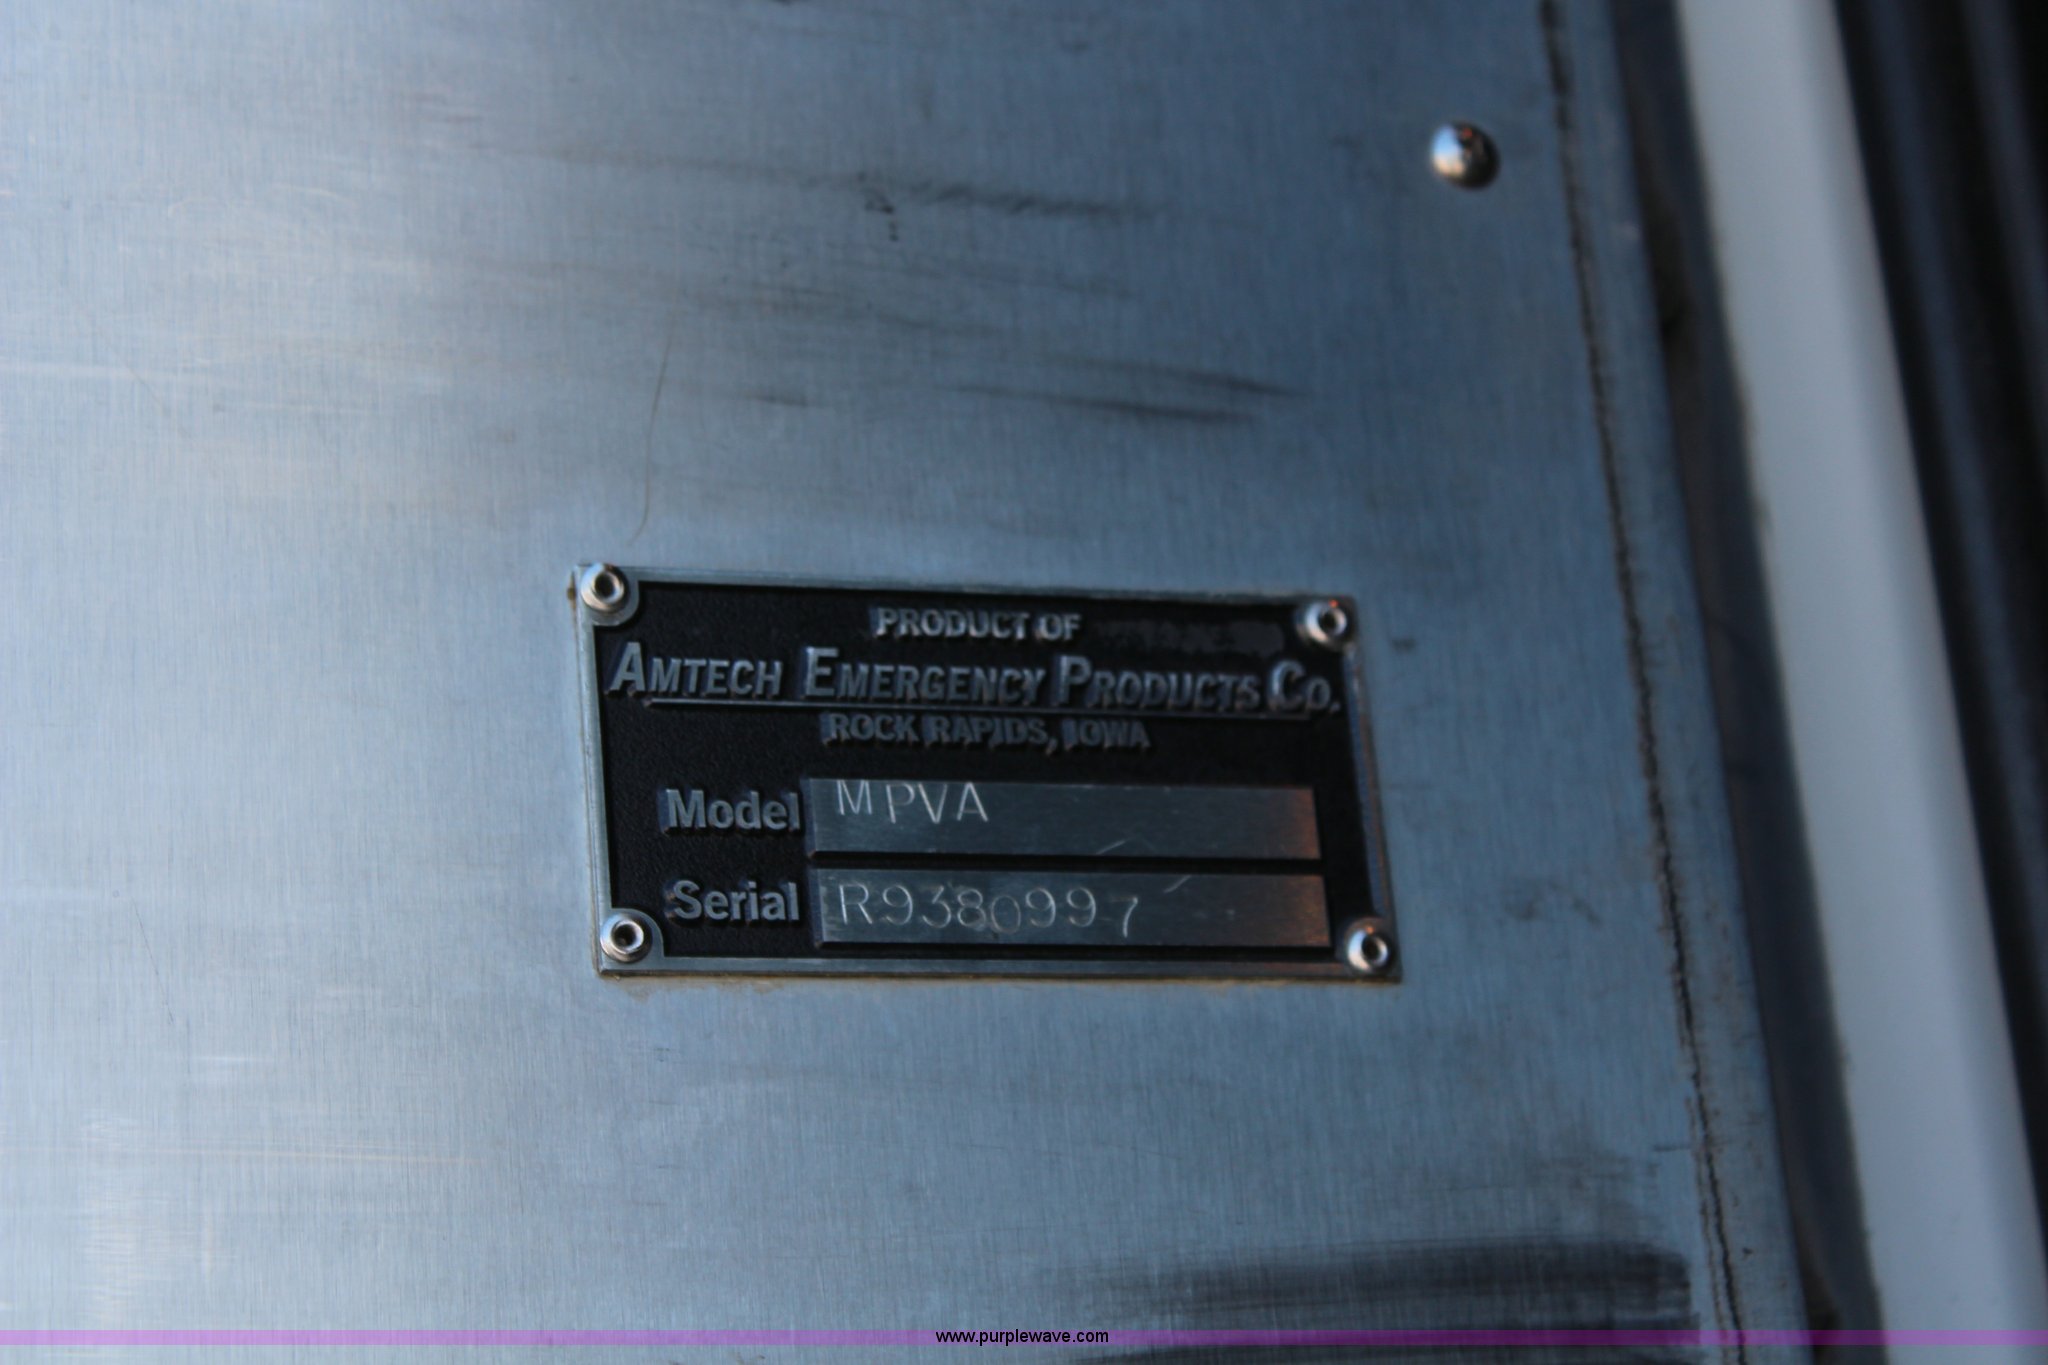 PRODUCT OF
AMTECH EMERGENCY PRODUCTS CO.
ROCK RAPIDS, IOWA
Model MPVA
Serial R9380997
www.purplewave.com